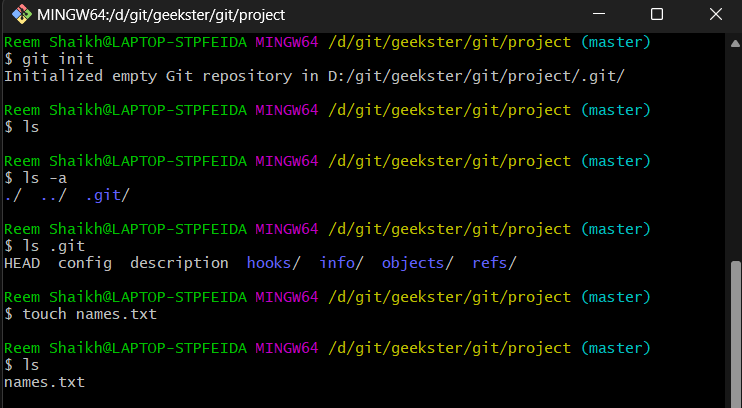 MINGW64:/d/git/geekster/git/project
Reem Shaikh@LAPTOP-STPFEIDA MINGW64 /d/git/geekster/git/project (master)
$ git init
Initialized empty Git repository in D:/git/geekster/git/project/.git/
Reem Shaikh@LAPTOP-STPFEIDA MINGW64 /d/git/geekster/git/project (master)
$ ls
Reem Shaikh@LAPTOP-STPFEIDA MINGW64 /d/git/geekster/git/project (master)
$ ls -a
./  ../  .git/
Reem Shaikh@LAPTOP-STPFEIDA MINGW64 /d/git/geekster/git/project (master)
$ ls .git
HEAD  config  description  hooks/  info/  objects/  refs/
Reem Shaikh@LAPTOP-STPFEIDA MINGW64 /d/git/geekster/git/project (master)
$ touch names.txt
Reem Shaikh@LAPTOP-STPFEIDA MINGW64 /d/git/geekster/git/project (master)
$ ls
names.txt